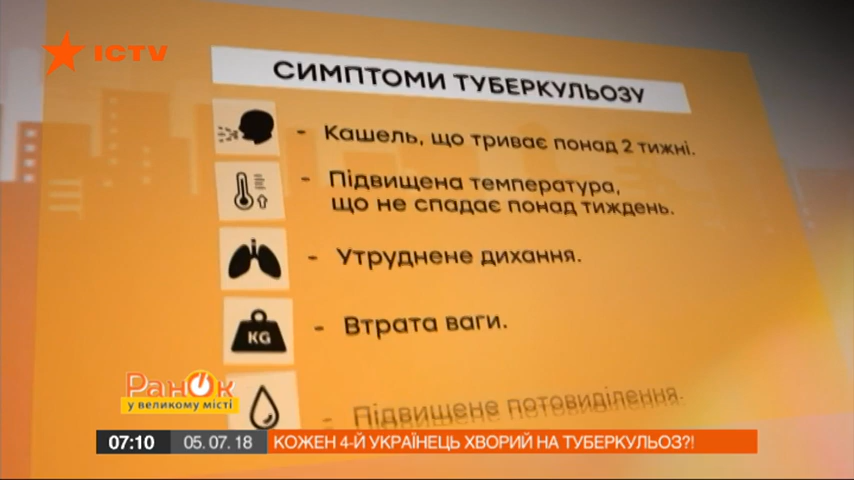 ICTV
СИМПТОМИ ТУБЕРКУЛЬОЗУ
- Кашель, що триває понад 2 тижні.
- Підвищена температура,
що не спадає понад тиждень.
- Утруднене дихання.
KG
- Втрата ваги.
- Підвищене потовиділення.
РанОк
у великому місті
07:10 05.07.18 КОЖЕН 4-Й УКРАЇНЕЦЬ ХВОРИЙ НА ТУБЕРКУЛЬОЗ?!